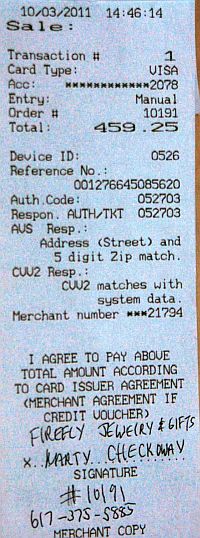 10/03/2011 14:46:14
Sale:
Transaction # 1
Card Type: VISA
Acc: ************2078
Entry: Manual
Order # 10191
Total: 459.25
Device ID: 0526
Reference No.:
001276645085620
Auth.Code: 052703
Respon. AUTH/TKT 052703
AVS Resp.:
Address (Street) and
5 digit Zip match.
CVV2 Resp.:
CVV2 matches with
system data.
Merchant number ***21794
I AGREE TO PAY ABOVE
TOTAL AMOUNT ACCORDING
TO CARD ISSUER AGREEMENT
(MERCHANT AGREEMENT IF
CREDIT VOUCHER)
FIREFLY JEWELRY & GIFTS
x..MARTY CHECKOWAY
SIGNATURE
#10191
617-375-5883
MERCHANT COPY